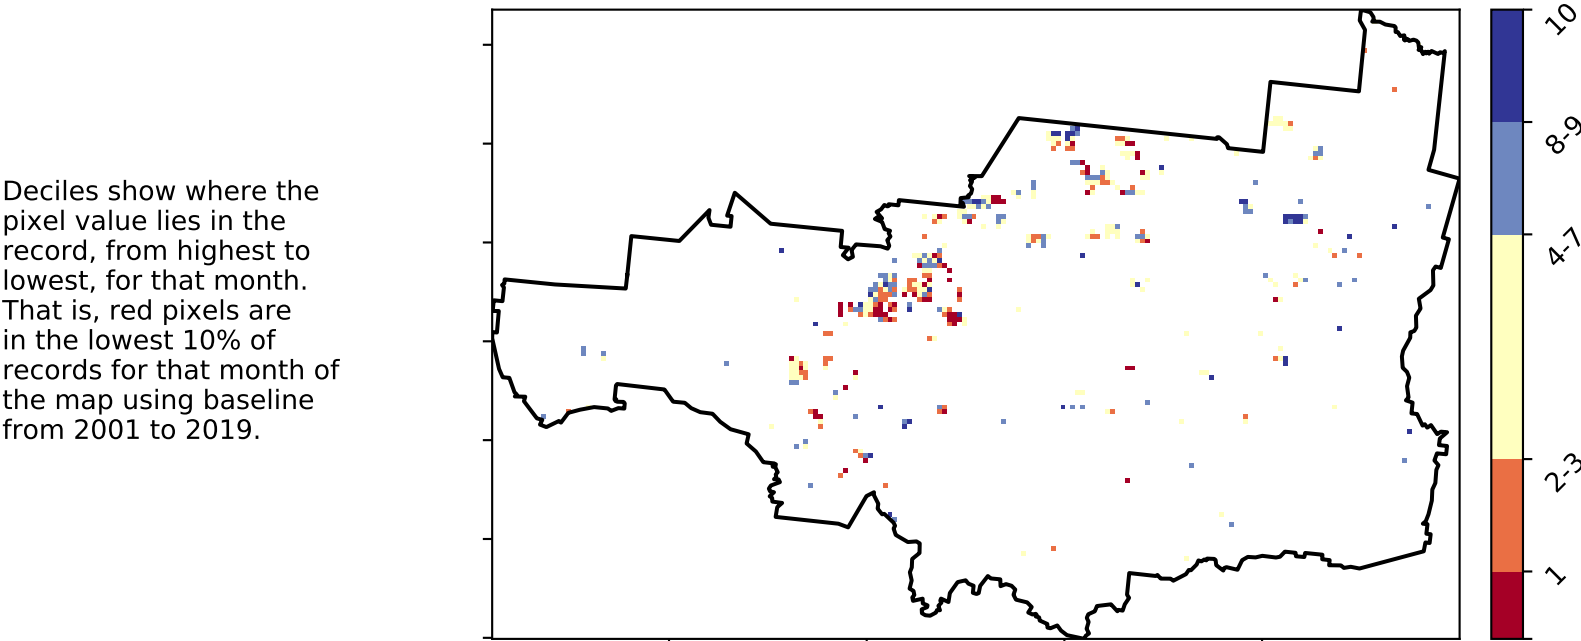 Deciles show where the
pixel value lies in the
record, from highest to
lowest, for that month.
That is, red pixels are
in the lowest 10% of
records for that month of
the map using baseline
from 2001 to 2019.
10
8-9
4-7
2-3
1